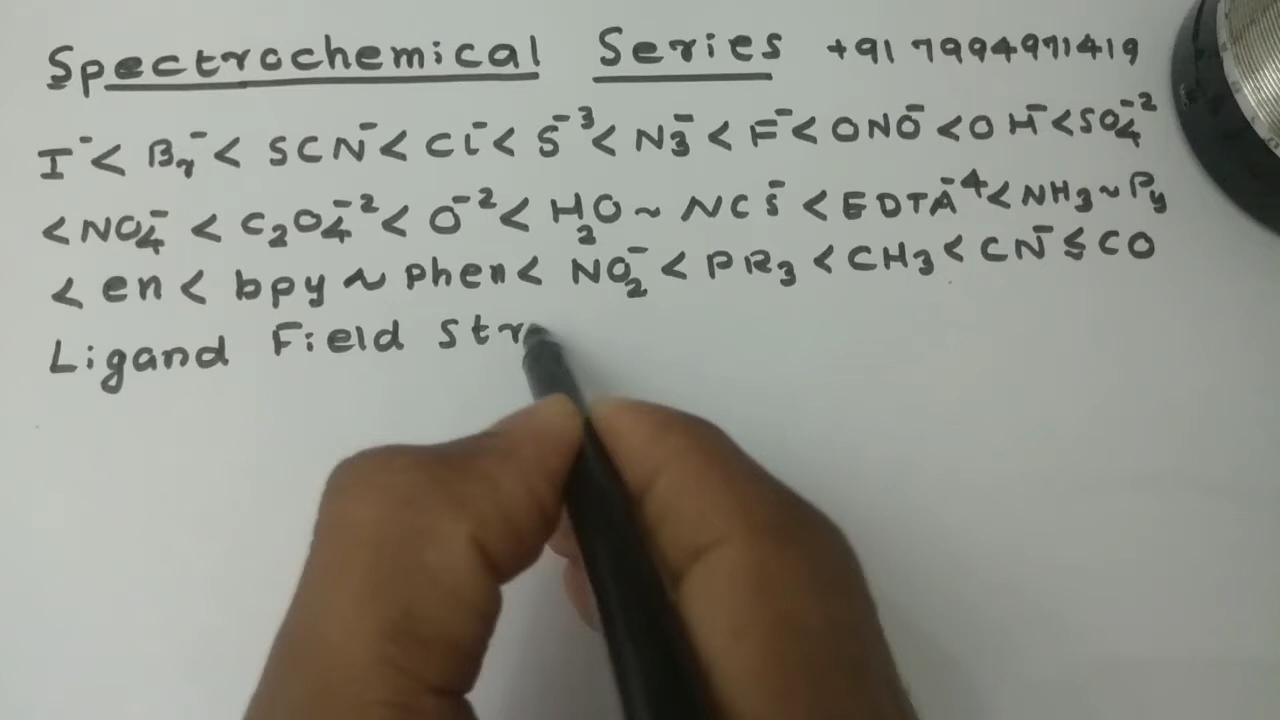 Spectrochemical Series +91 7994971419
I⁻ < Br⁻ < SCN⁻ < Cl⁻ < S⁻³ < N₃⁻ < F⁻ < ONO⁻ < OH⁻ < SO₄⁻²
< NO₄⁻ < C₂O₄⁻² < O⁻² < H₂O ~ NCS⁻ < EDTA⁻⁴ < NH₃ ~ Py
< en < bpy ~ Phen < NO₂⁻ < PR₃ < CH₃ < CN⁻ ≤ CO
Ligand Field Str